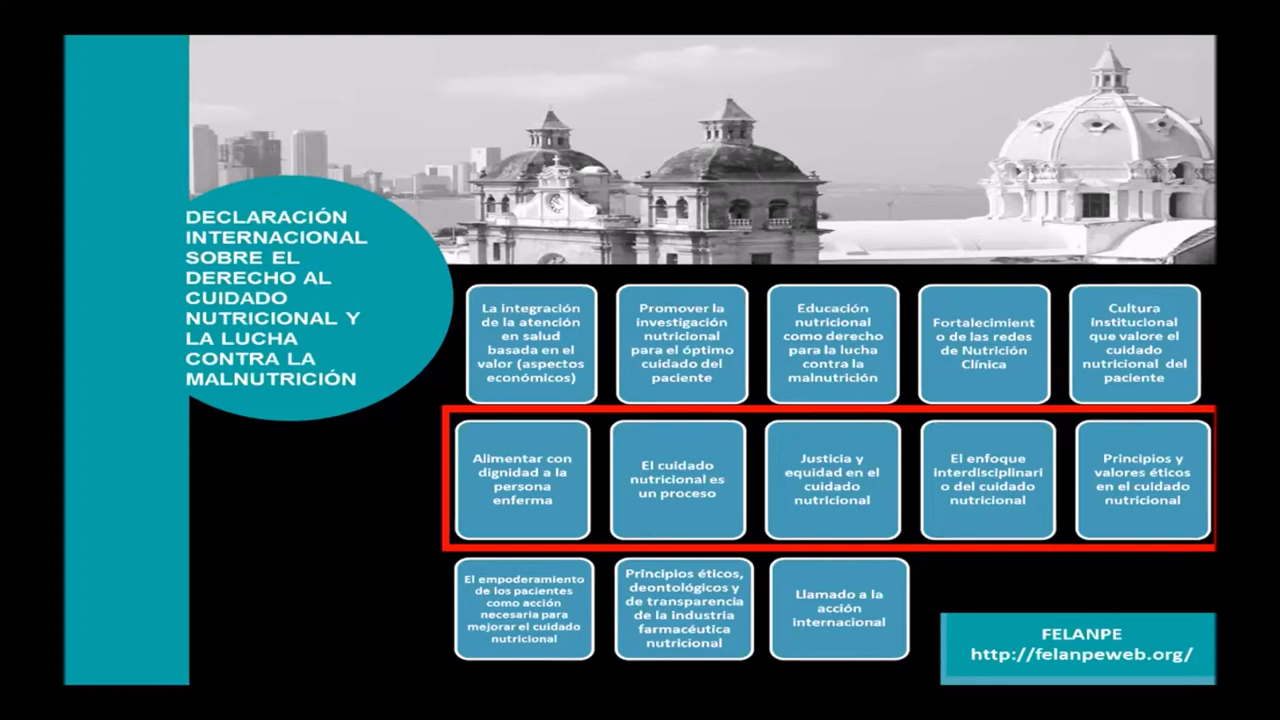 DECLARACIÓN
INTERNACIONAL
SOBRE EL
DERECHO AL
CUIDADO
NUTRICIONAL Y
LA LUCHA
CONTRA LA
MALNUTRICIÓN
La integración
de la atención
en salud
basada en el
valor (aspectos
económicos)
Promover la
investigación
nutricional
para el óptimo
cuidado del
paciente
Educación
nutricional
como derecho
para la lucha
contra la
malnutrición
Fortalecimient
o de las redes
de Nutrición
Clínica
Cultura
institucional
que valore el
cuidado
nutricional del
paciente
Alimentar con
dignidad a la
persona
enferma
El cuidado
nutricional es
un proceso
Justicia y
equidad en el
cuidado
nutricional
El enfoque
interdisciplinari
o del cuidado
nutricional
Principios y
valores éticos
en el cuidado
nutricional
El empoderamiento
de los pacientes
como acción
necesaria para
mejorar el cuidado
nutricional
Principios éticos,
deontológicos y
de transparencia
de la industria
farmacéutica
nutricional
Llamado a la
acción
internacional
FELANPE
http://felanpeweb.org/